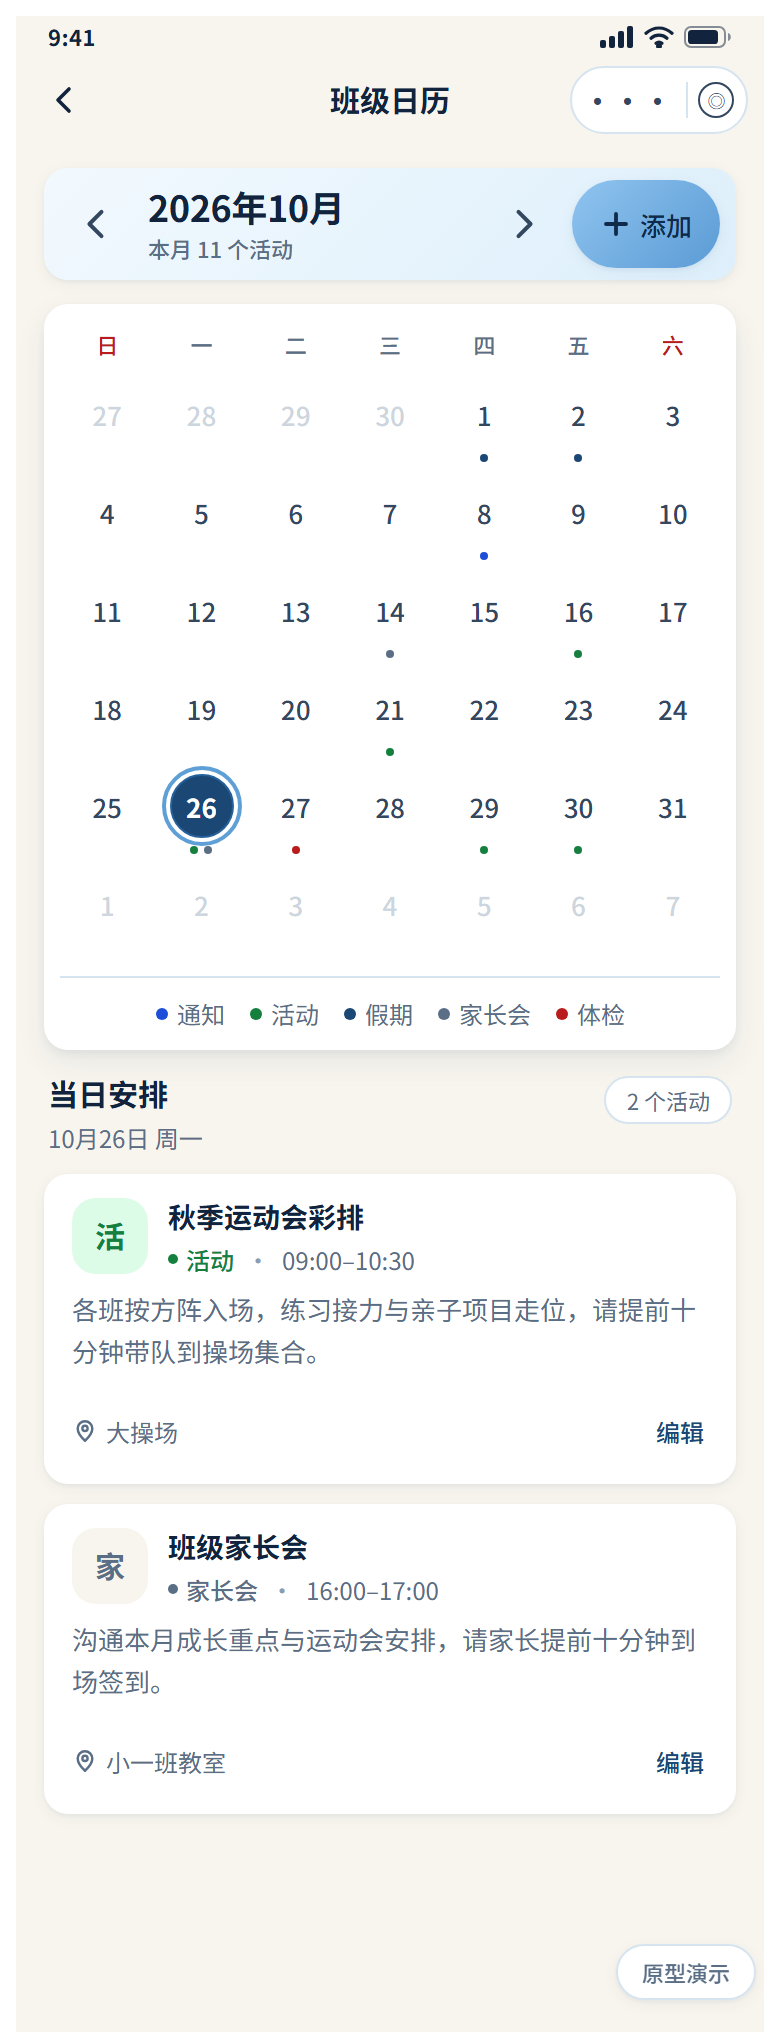 9:41
班级日历
2026年10月
本月 11 个活动
添加
日 一 二 三 四 五 六
27 28 29 30 1 2 3
4 5 6 7 8 9 10
11 12 13 14 15 16 17
18 19 20 21 22 23 24
25 26 27 28 29 30 31
1 2 3 4 5 6 7
通知 活动 假期 家长会 体检
当日安排
2 个活动
10月26日 周一
活
秋季运动会彩排
活动 · 09:00–10:30
各班按方阵入场，练习接力与亲子项目走位，请提前十
分钟带队到操场集合。
大操场
编辑
家
班级家长会
家长会 · 16:00–17:00
沟通本月成长重点与运动会安排，请家长提前十分钟到
场签到。
小一班教室
编辑
原型演示